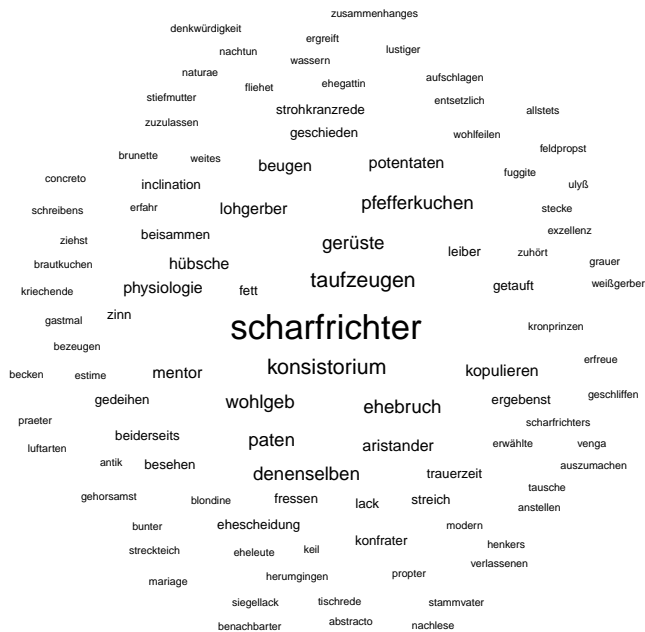 zusammenhanges
denkwürdigkeit
ergreift
nachtun
lustiger
wassern
naturae
aufschlagen
fliehet
ehegattin
stiefmutter
entsetzlich
strohkranzrede
allstets
zuzulassen
geschieden
wohlfeilen
feldpropst
brunette
weites
beugen
potentaten
fuggite
concreto
inclination
ulyß
pfefferkuchen
schreibens
erfahr
lohgerber
stecke
exzellenz
ziehst
beisammen
gerüste
leiber
zuhört
grauer
brautkuchen
hübsche
taufzeugen
kriechende
physiologie
fett
getauft
weißgerber
gastmal
zinn
scharfrichter
kronprinzen
bezeugen
erfreue
becken
estime
mentor
konsistorium
kopulieren
gedeihen
wohlgeb
ehebruch
ergebenst
geschliffen
praeter
scharfrichters
luftarten
beiderseits
paten
aristander
erwählte
venga
antik
besehen
denenselben
trauerzeit
auszumachen
tausche
gehorsamst
blondine
fressen
lack
streich
anstellen
bunter
ehescheidung
modern
konfrater
henkers
streckteich
eheleute
keil
verlassenen
mariage
herumgingen
propter
siegellack
tischrede
stammvater
benachbarter
abstracto
nachlese